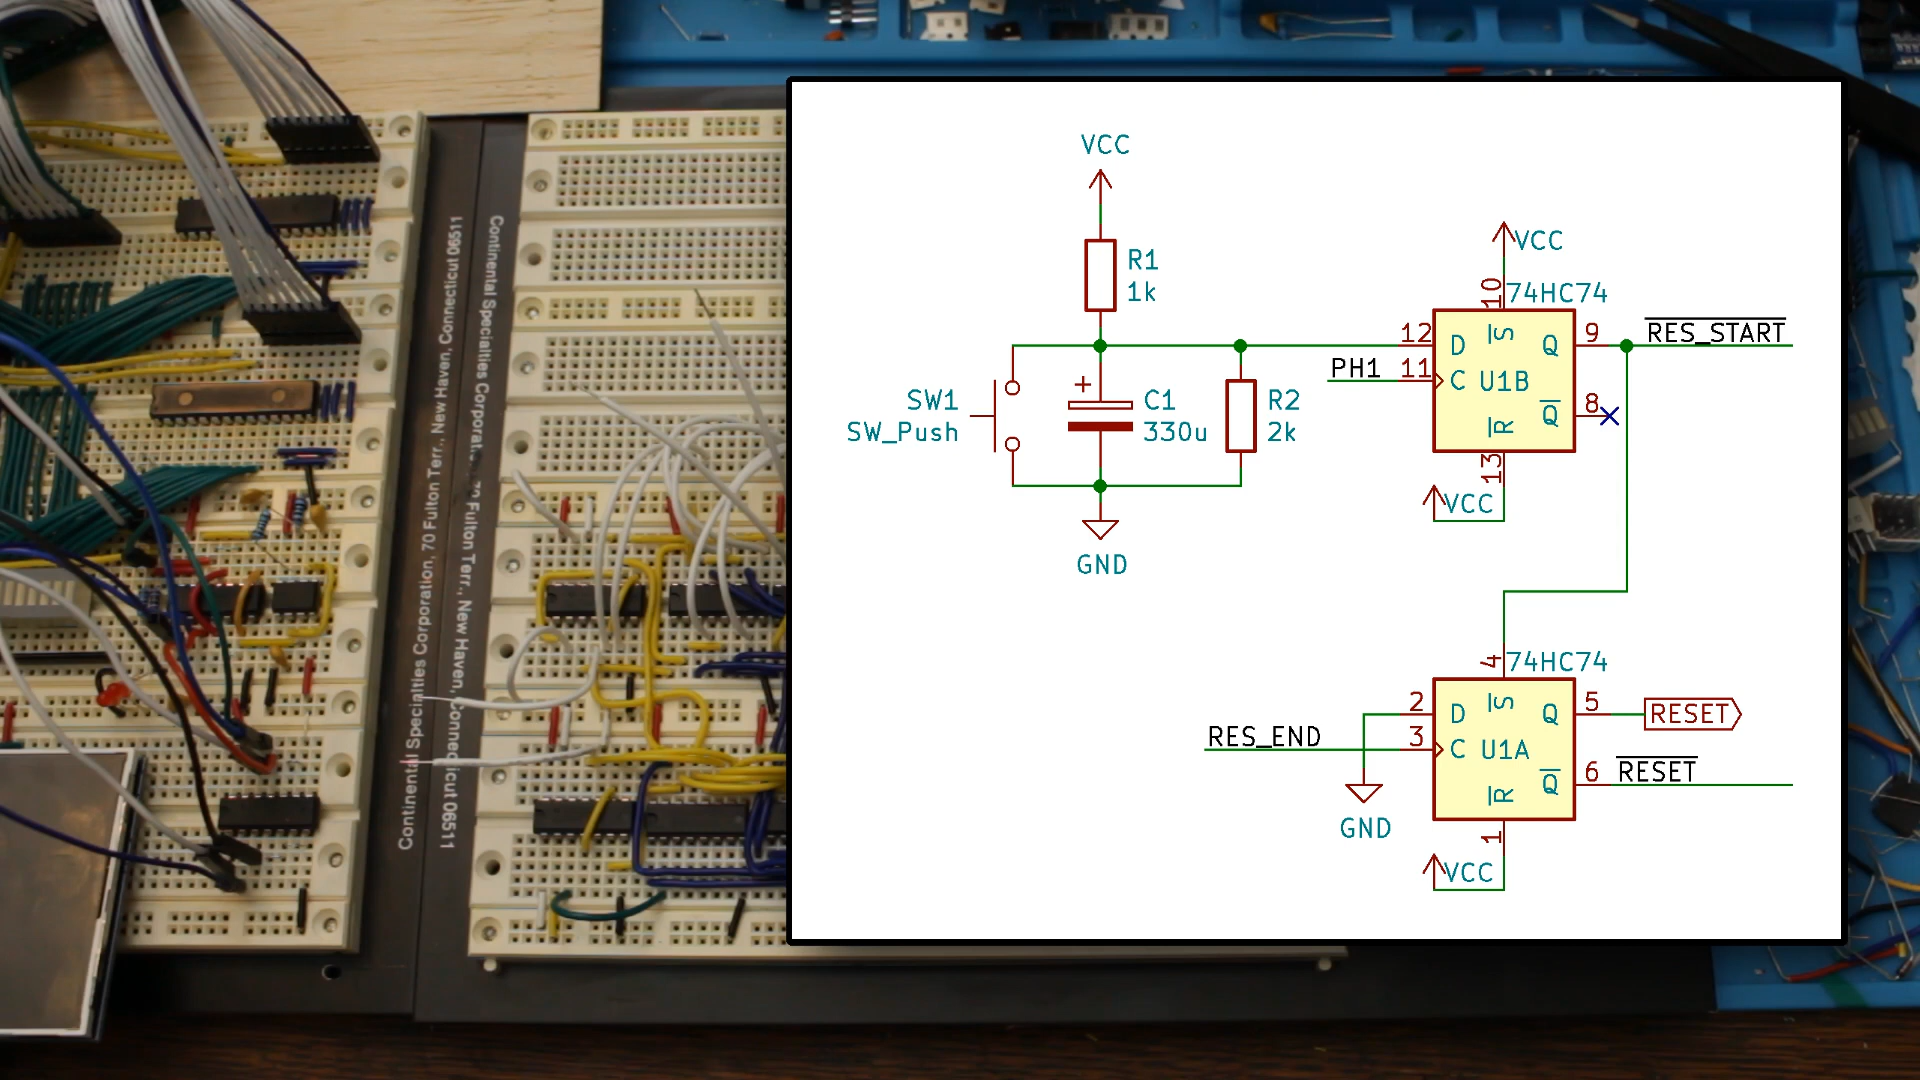 Continental Specialties Corporation, 70 Fulton Terr., New Haven, Connecticut 06511
Continental Specialties Corporation, 70 Fulton Terr., New Haven, Connecticut 06511
VCC
R1
1k
SW1
SW_Push
+
C1
330u
R2
2k
GND
PH1
VCC
10
74HC74
12
D
S
Q
9
RES_START
11
C
U1B
8
R
Q
13
VCC
4
74HC74
2
D
S
Q
5
RESET
RES_END
3
C
U1A
6
RESET
R
Q
GND
1
VCC